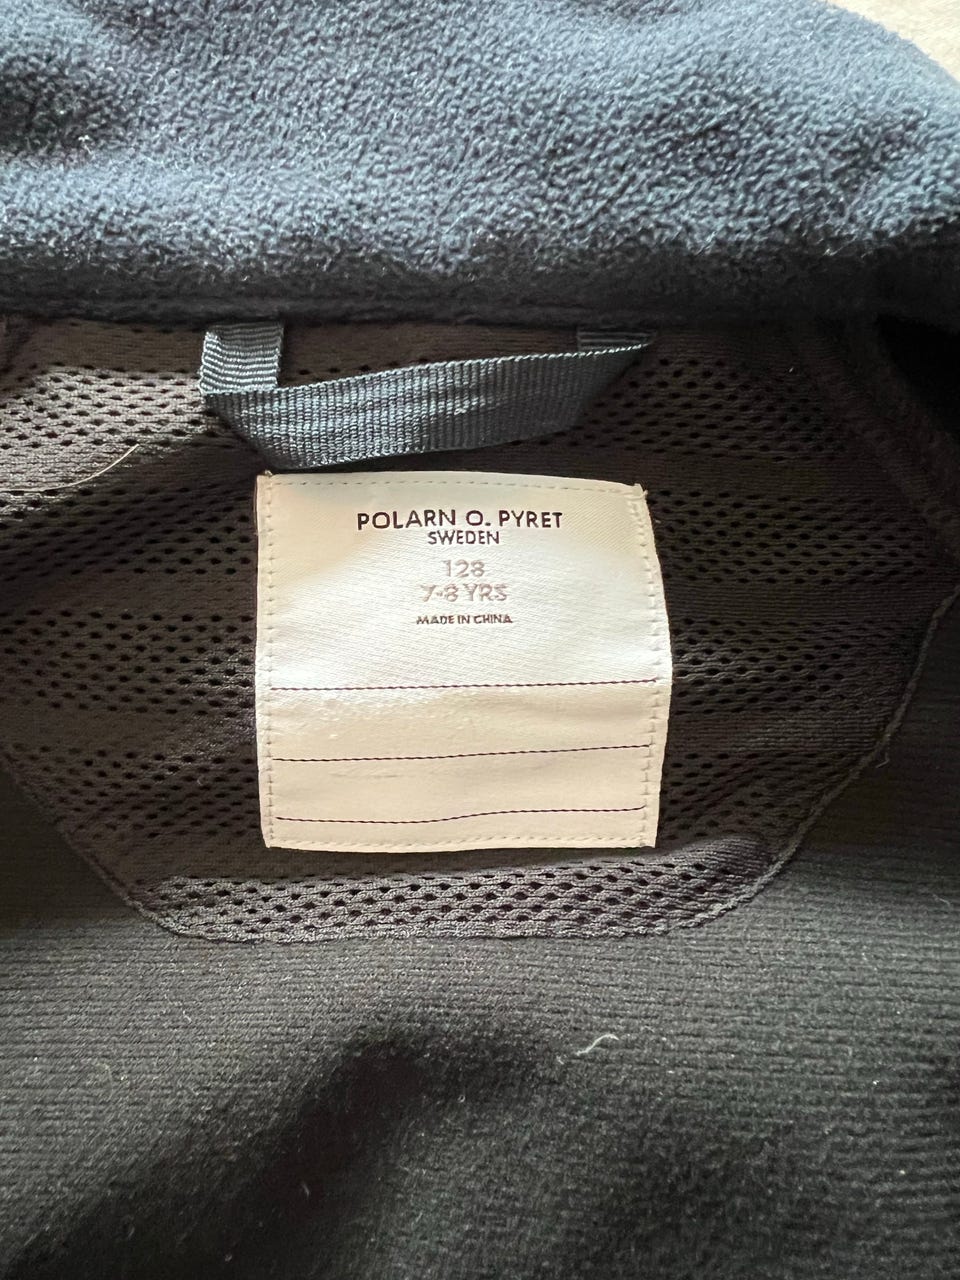 POLARN O. PYRET
SWEDEN
128
7-8 YRS
MADE IN CHINA